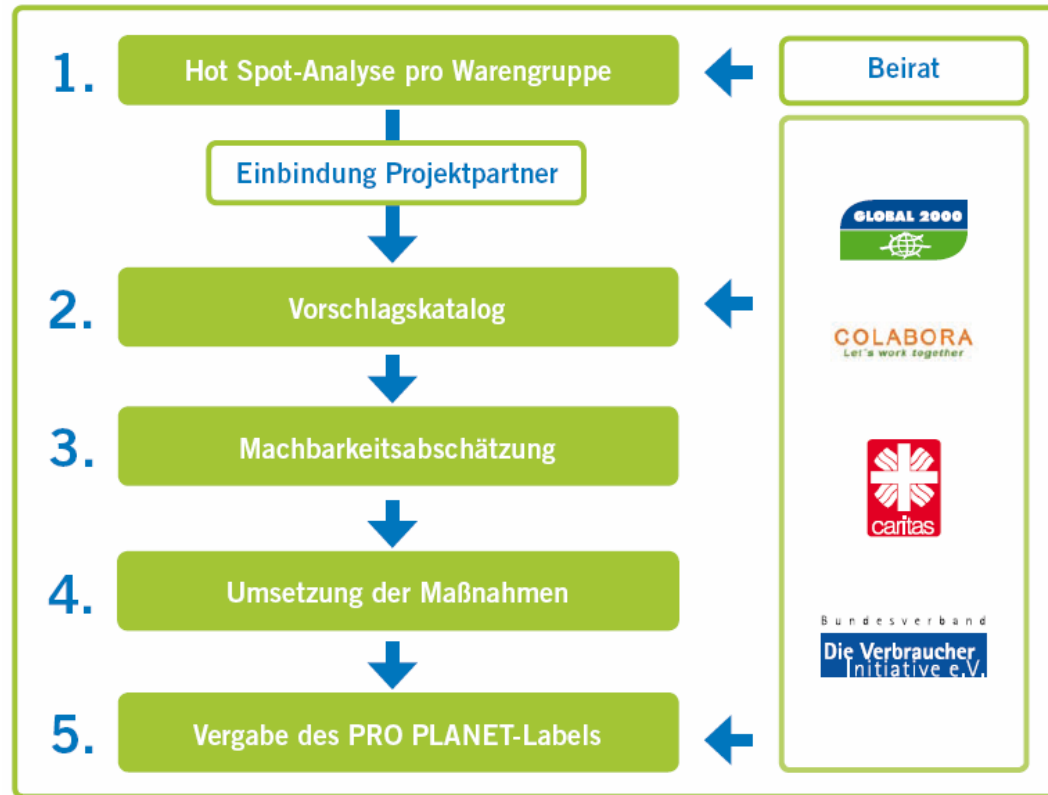 1.
Hot Spot-Analyse pro Warengruppe
Beirat
Einbindung Projektpartner
GLOBAL 2000
2.
Vorschlagskatalog
COLABORA
Let's work together
3.
Machbarkeitsabschätzung
caritas
4.
Umsetzung der Maßnahmen
Bundesverband
Die Verbraucher
Initiative e.V.
5.
Vergabe des PRO PLANET-Labels